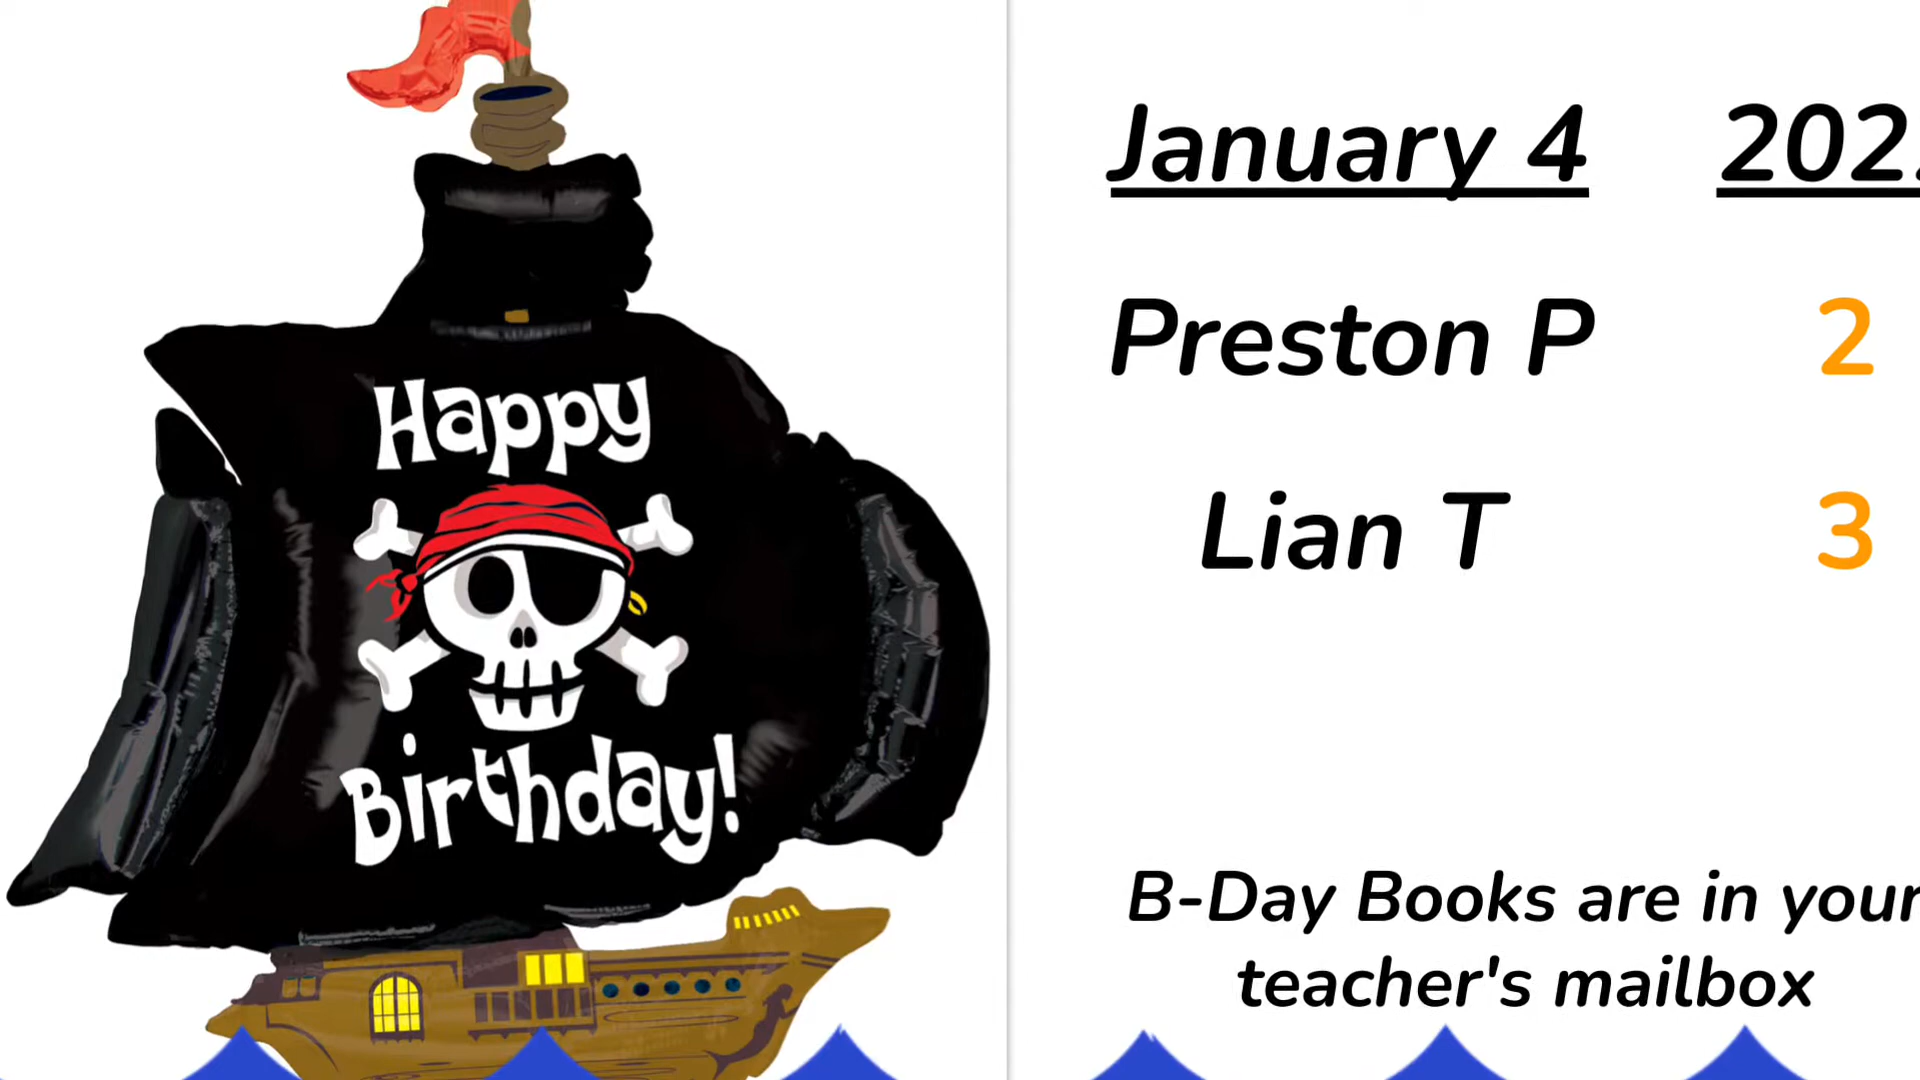 Happy
Birthday!
January 4
Preston P 2
Lian T 3
B-Day Books are in your
teacher's mailbox